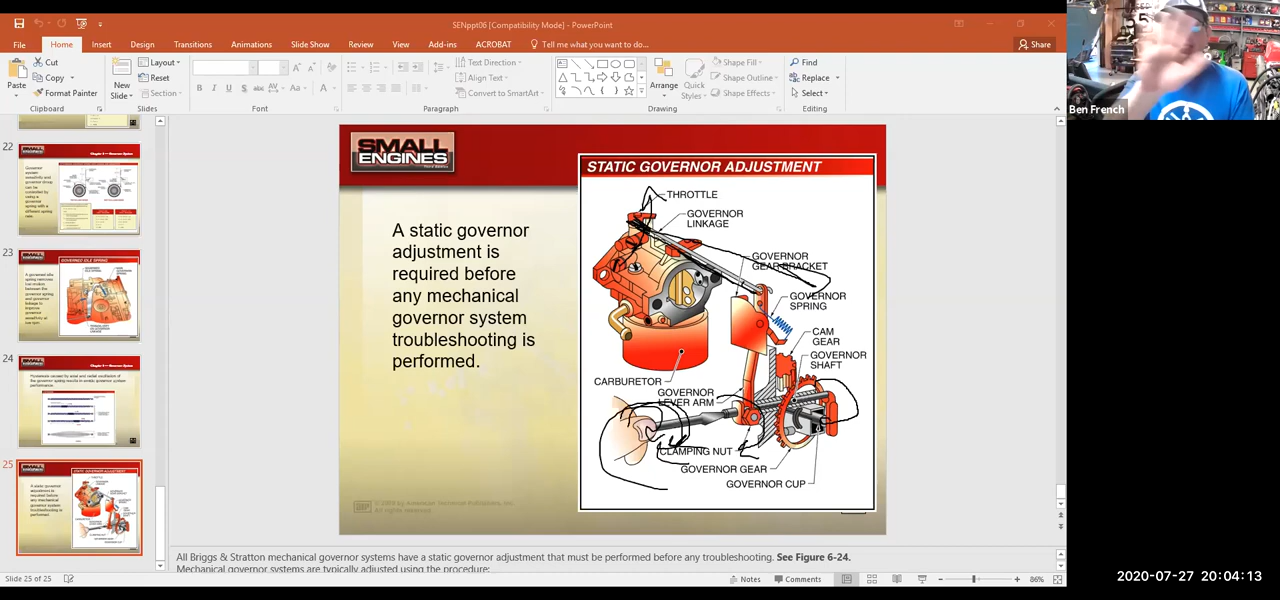 SENppt06 [Compatibility Mode] - PowerPoint
File Home Insert Design Transitions Animations Slide Show Review View Add-ins ACROBAT Tell me what you want to do... Share
Paste
Cut
Copy
Format Painter
Clipboard
New Slide
Layout
Reset
Section
Slides
Font
Text Direction
Align Text
Convert to SmartArt
Paragraph
Arrange
Quick Styles
Shape Fill
Shape Outline
Shape Effects
Drawing
Find
Replace
Select
Editing
Ben French
22
23
24
25
SMALL
ENGINES
A static governor
adjustment is
required before
any mechanical
governor system
troubleshooting is
performed.
STATIC GOVERNOR ADJUSTMENT
THROTTLE
GOVERNOR
LINKAGE
GOVERNOR
GEAR BRACKET
GOVERNOR
SPRING
CAM
GEAR
GOVERNOR
SHAFT
CARBURETOR
GOVERNOR
LEVER ARM
CLAMPING NUT
GOVERNOR GEAR
GOVERNOR CUP
All rights reserved.
All Briggs & Stratton mechanical governor systems have a static governor adjustment that must be performed before any troubleshooting. See Figure 6-24.
Mechanical governor systems are typically adjusted using the procedure:
Slide 25 of 25
Notes Comments 86%
2020-07-27 20:04:13